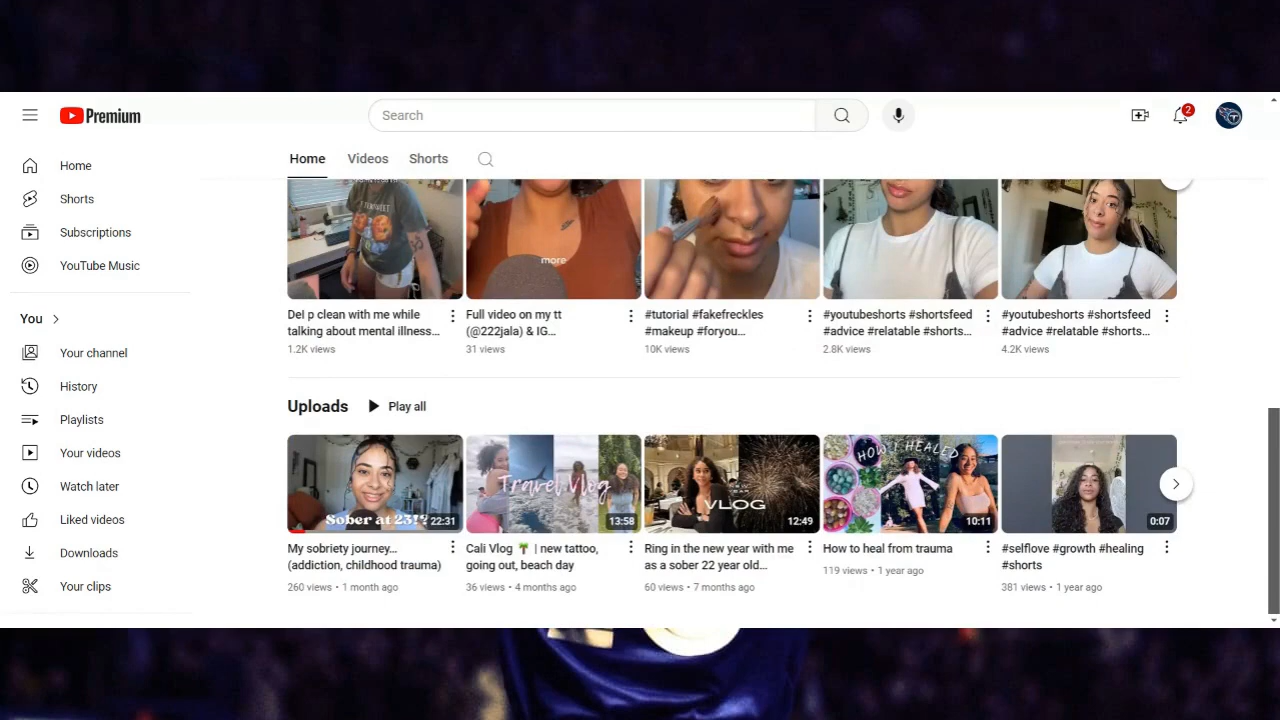 Premium
Search
2
Home
Videos
Shorts
Home
Shorts
Subscriptions
YouTube Music
You
Your channel
History
Playlists
Your videos
Watch later
Liked videos
Downloads
Your clips
more
Del p clean with me while
talking about mental illness...
1.2K views
Full video on my tt
(@222jala) & IG...
31 views
#tutorial #fakefreckles
#makeup #foryou...
10K views
#youtubeshorts #shortsfeed
#advice #relatable #shorts...
2.8K views
#youtubeshorts #shortsfeed
#advice #relatable #shorts...
4.2K views
Uploads
Play all
Sober at 23!?
22:31
My sobriety journey...
(addiction, childhood trauma)
260 views • 1 month ago
Travel Vlog
13:58
Cali Vlog 🌴 | new tattoo,
going out, beach day
36 views • 4 months ago
NEW YEAR
VLOG
12:49
Ring in the new year with me
as a sober 22 year old...
60 views • 7 months ago
HOW I HEALED
10:11
How to heal from trauma
119 views • 1 year ago
0:07
#selflove #growth #healing
#shorts
381 views • 1 year ago